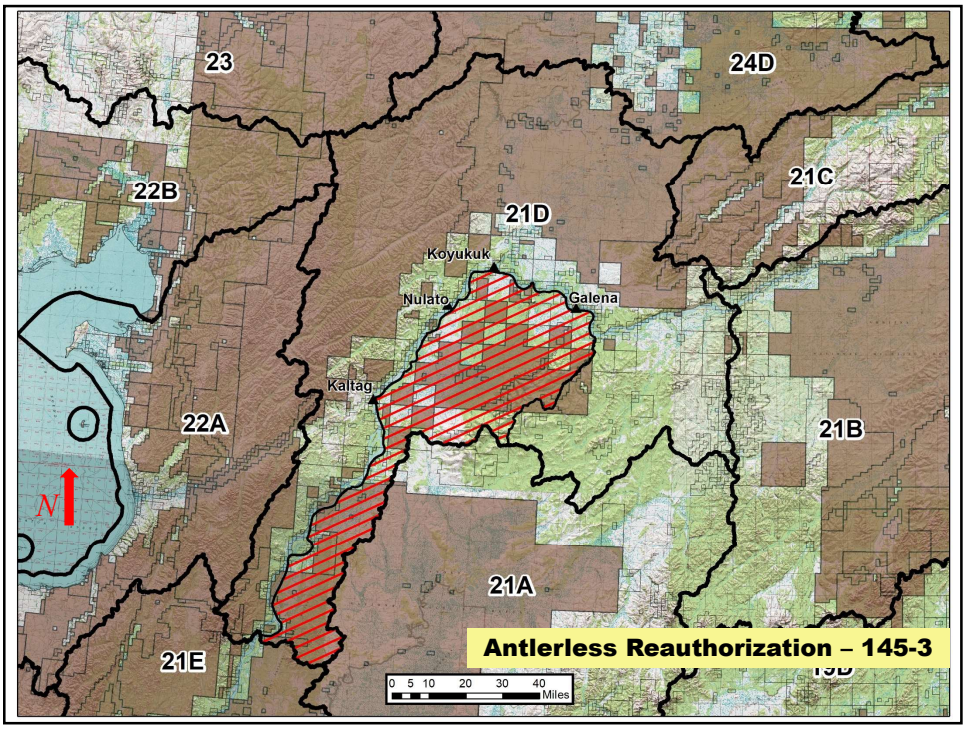 23
24D
22B
21C
21D
Koyukuk
Nulato
Galena
Kaltag
22A
21B
N
21A
Antlerless Reauthorization – 145-3
21E
19D
0 5 10 20 30 40
Miles